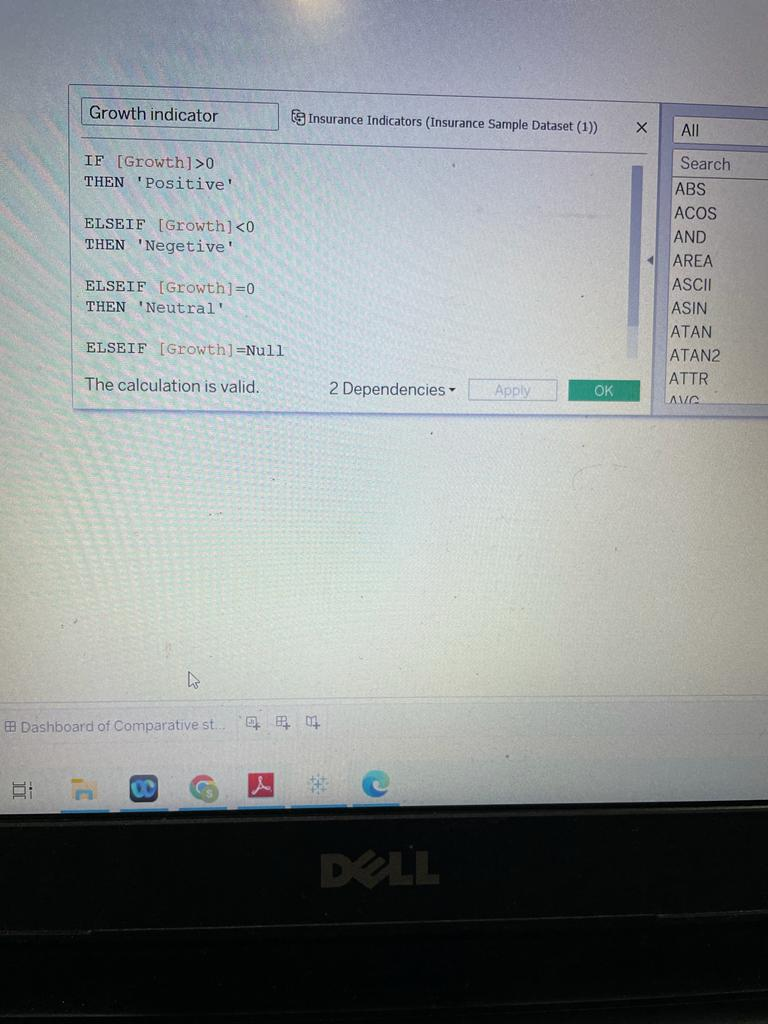 Growth indicator
Insurance Indicators (Insurance Sample Dataset (1))
IF [Growth]>0
THEN 'Positive'
ELSEIF [Growth]<0
THEN 'Negetive'
ELSEIF [Growth]=0
THEN 'Neutral'
ELSEIF [Growth]=Null
The calculation is valid.
2 Dependencies
Apply
OK
All
Search
ABS
ACOS
AND
AREA
ASCII
ASIN
ATAN
ATAN2
ATTR
AVG
Dashboard of Comparative st...
DELL